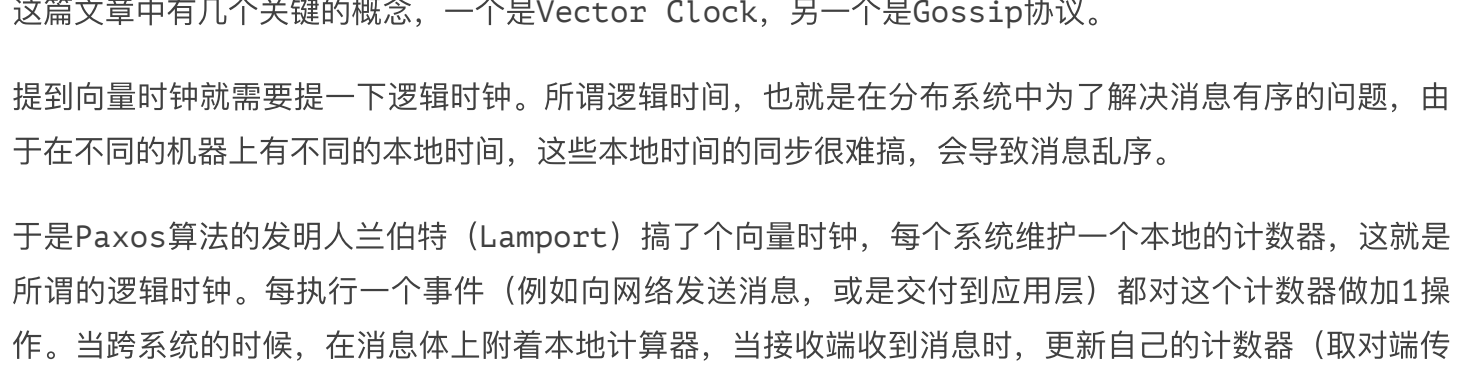 这篇文章中有几个关键的概念，一个是Vector Clock，另一个是Gossip协议。
提到向量时钟就需要提一下逻辑时钟。所谓逻辑时间，也就是在分布系统中为了解决消息有序的问题，由
于在不同的机器上有不同的本地时间，这些本地时间的同步很难搞，会导致消息乱序。
于是Paxos算法的发明人兰伯特（Lamport）搞了个向量时钟，每个系统维护一个本地的计数器，这就是
所谓的逻辑时钟。每执行一个事件（例如向网络发送消息，或是交付到应用层）都对这个计数器做加1操
作。当跨系统的时候，在消息体上附着本地计算器，当接收端收到消息时，更新自己的计数器（取对端传